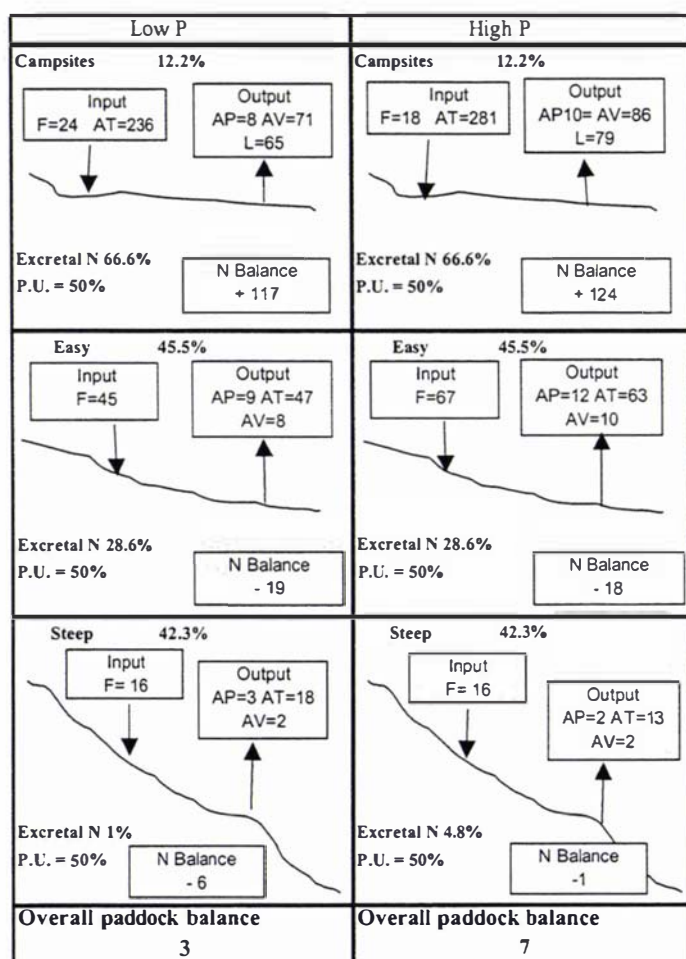 Low P
High P
Campsites 12.2%
Input
F=24 AT=236
Output
AP=8 AV=71
L=65
Excretal N 66.6%
P.U. = 50%
N Balance
+ 117
Campsites 12.2%
Input
F=18 AT=281
Output
AP10= AV=86
L=79
Excretal N 66.6%
P.U. = 50%
N Balance
+ 124
Easy 45.5%
Input
F=45
Output
AP=9 AT=47
AV=8
Excretal N 28.6%
P.U. = 50%
N Balance
- 19
Easy 45.5%
Input
F=67
Output
AP=12 AT=63
AV=10
Excretal N 28.6%
P.U. = 50%
N Balance
- 18
Steep 42.3%
Input
F= 16
Output
AP=3 AT=18
AV=2
Excretal N 1%
P.U. = 50%
N Balance
- 6
Steep 42.3%
Input
F= 16
Output
AP=2 AT=13
AV=2
Excretal N 4.8%
P.U. = 50%
N Balance
-1
Overall paddock balance
3
Overall paddock balance
7